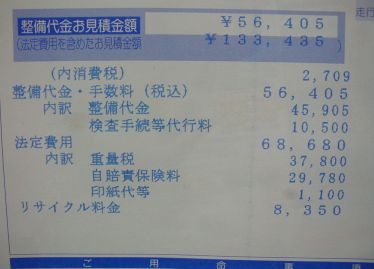 整備代金お見積金額 ￥56,405
(法定費用を含めたお見積金額 ￥133,435
走行
(内消費税) 2,709
整備代金・手数料(税込) 56,405
内訳 整備代金 45,905
検査手続等代行料 10,500
法定費用 68,680
内訳 重量税 37,800
自賠責保険料 29,780
印紙代等 1,100
リサイクル料金 8,350
ご用命